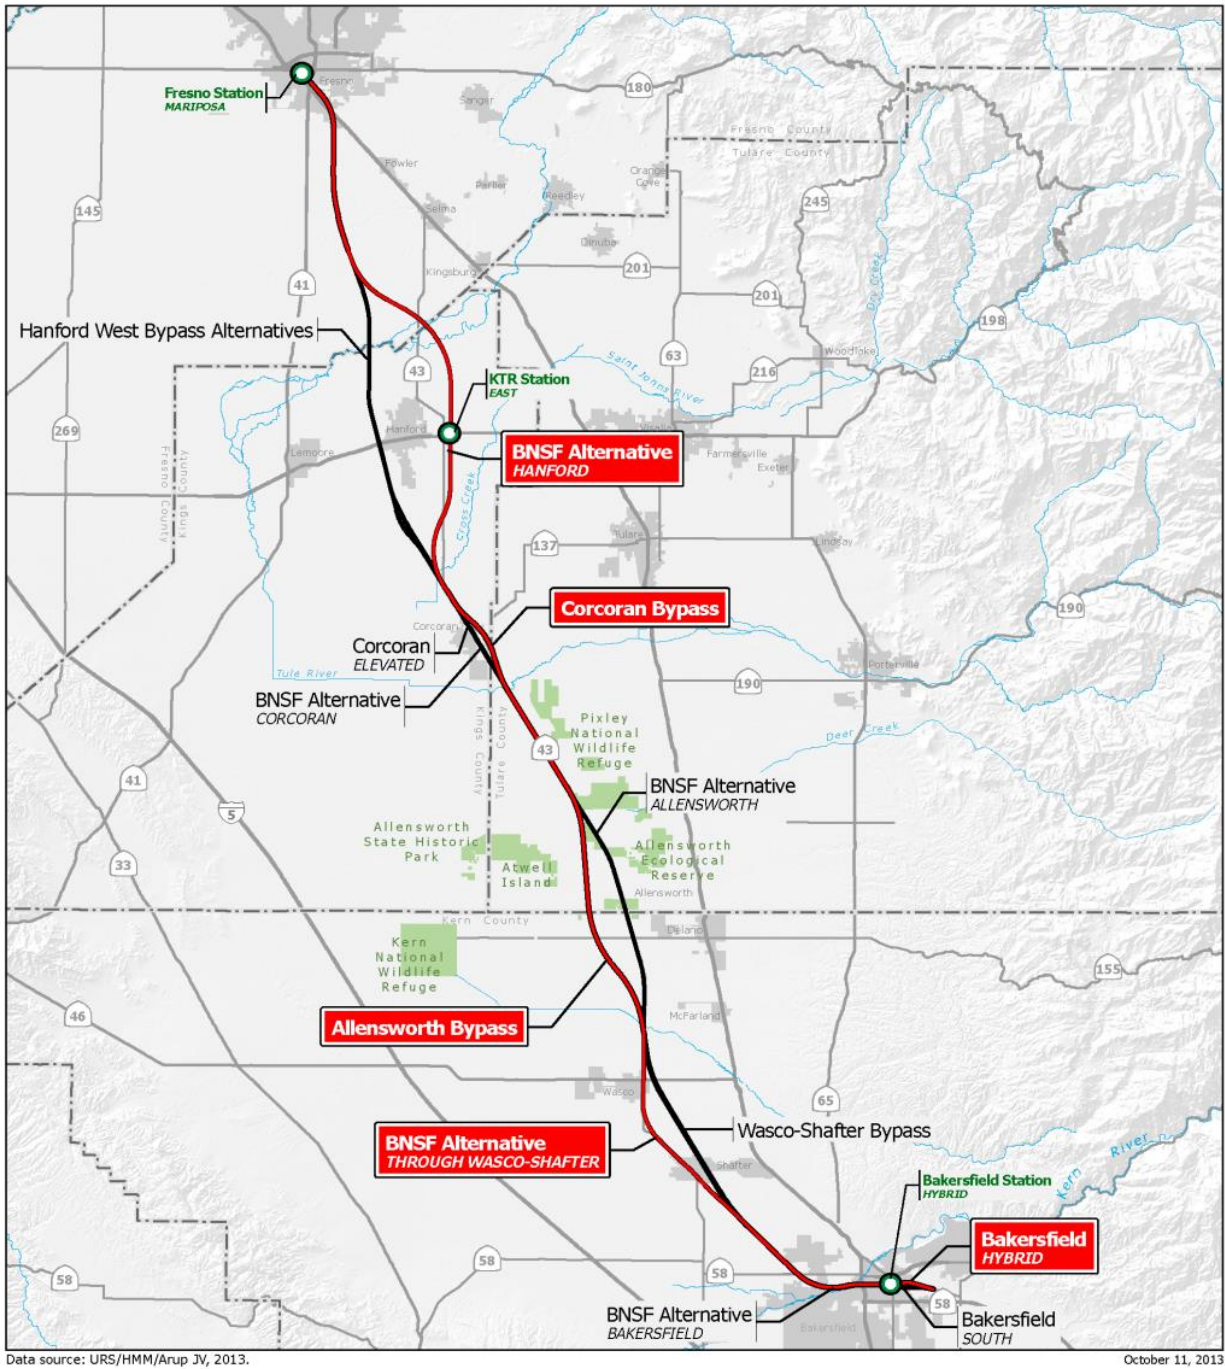 Fresno Station
MARIPOSA
Fresno
Sanger
180
Fresno County
Tulare County
Fowler
Parlier
Orange
Cove
Reedley
145
Selma
245
Dinuba
Dry Creek
Kingsburg
201
41
201
198
Hanford West Bypass Alternatives
Saint Johns River
63
Woodlake
43
216
KTR Station
EAST
269
Hanford
Visalia
BNSF Alternative
HANFORD
Lemoore
Farmersville
Exeter
Fresno County
Kings County
Cross Creek
137
Tulare
Lindsay
Corcoran Bypass
190
Corcoran
Corcoran
ELEVATED
Tule River
Porterville
190
BNSF Alternative
CORCORAN
Kings County
Tulare County
Pixley
National
Wildlife
Refuge
Deer Creek
43
41
BNSF Alternative
ALLENSWORTH
5
Allensworth
State Historic
Park
Allensworth
Ecological
Reserve
33
Atwell
Island
Allensworth
Kern County
Delano
Kern
National
Wildlife
Refuge
155
46
McFarland
Allensworth Bypass
Wasco
65
BNSF Alternative
THROUGH WASCO-SHAFTER
Wasco-Shafter Bypass
Shafter
Kern River
Bakersfield Station
HYBRID
Bakersfield
HYBRID
58
58
58
58
BNSF Alternative
BAKERSFIELD
Bakersfield
Bakersfield
SOUTH
Data source: URS/HMM/Arup JV, 2013.
October 11, 2013